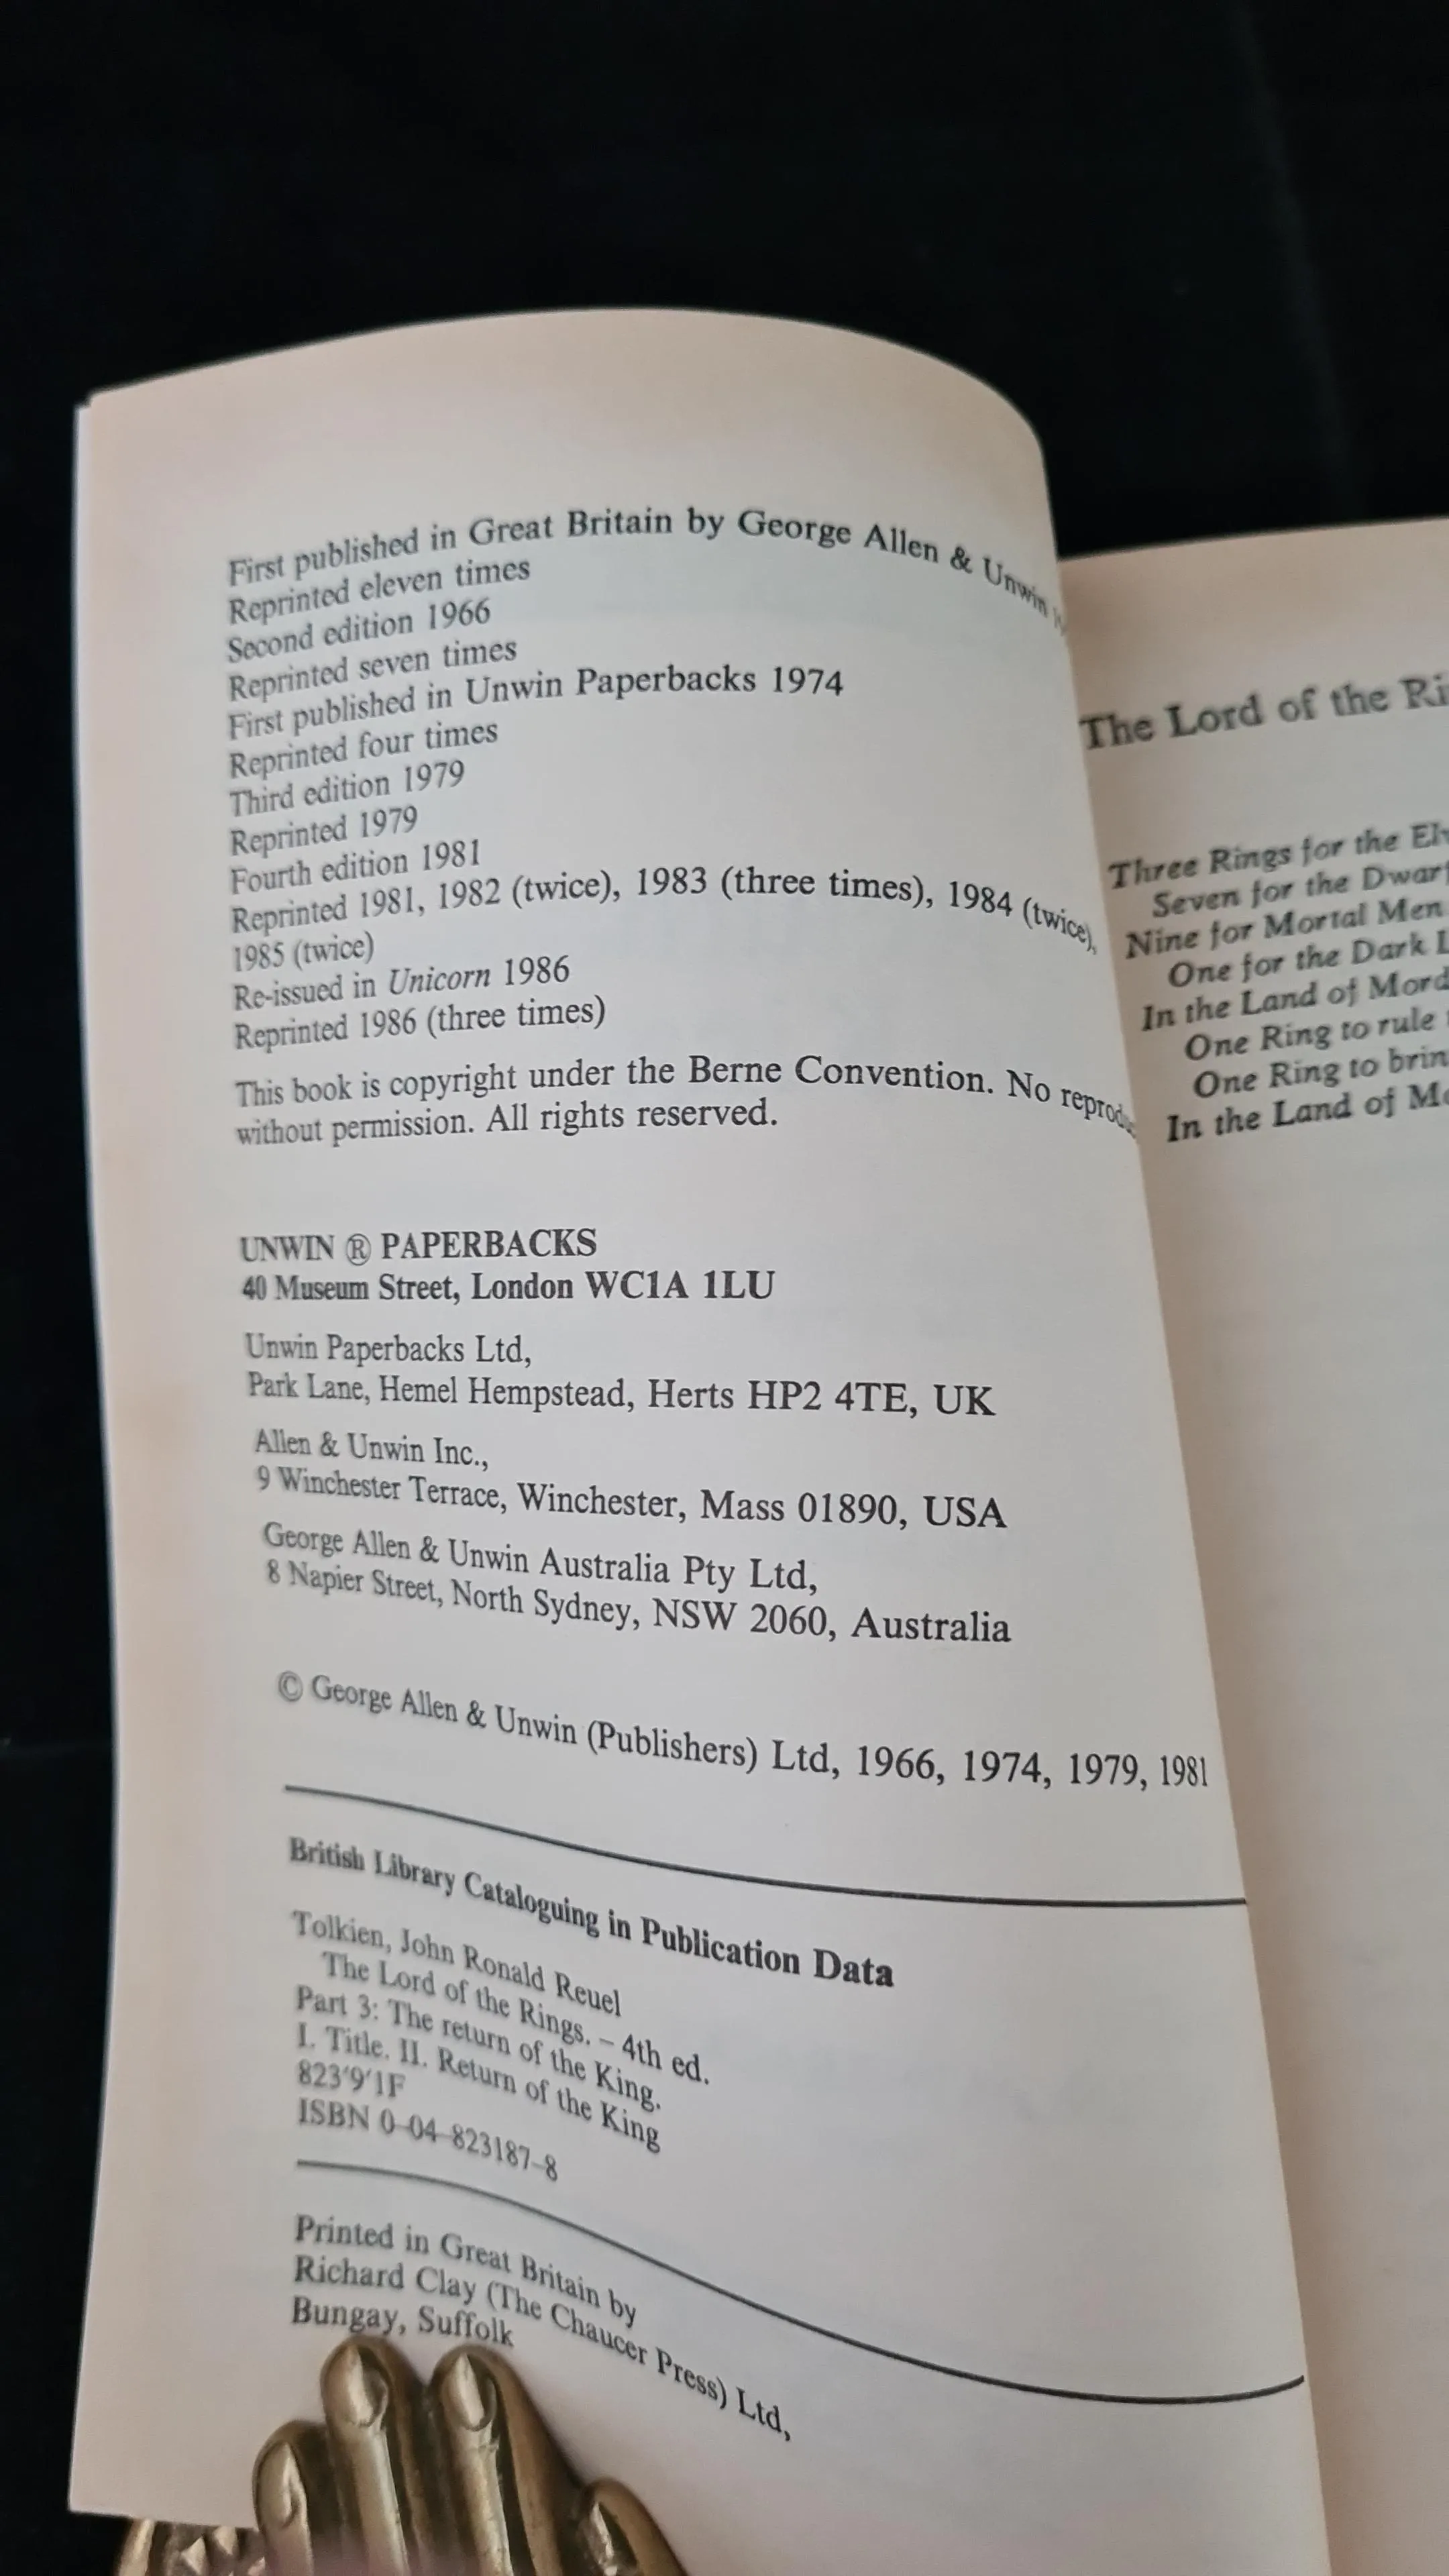 First published in Great Britain by George Allen & Unwin
Reprinted eleven times
Second edition 1966
Reprinted seven times
First published in Unwin Paperbacks 1974
Reprinted four times
Third edition 1979
Reprinted 1979
Fourth edition 1981
Reprinted 1981, 1982 (twice), 1983 (three times), 1984 (twice),
1985 (twice)
Re-issued in Unicorn 1986
Reprinted 1986 (three times)
This book is copyright under the Berne Convention. No
without permission. All rights reserved.
UNWIN ® PAPERBACKS
40 Museum Street, London WC1A 1LU
Unwin Paperbacks Ltd,
Park Lane, Hemel Hempstead, Herts HP2 4TE, UK
Allen & Unwin Inc.,
9 Winchester Terrace, Winchester, Mass 01890, USA
George Allen & Unwin Australia Pty Ltd,
8 Napier Street, North Sydney, NSW 2060, Australia
© George Allen & Unwin (Publishers) Ltd, 1966, 1974, 1979, 1981
British Library Cataloguing in Publication Data
Tolkien, John Ronald Reuel
The Lord of the Rings. – 4th ed.
Part 3: The return of the King.
I. Title. II. Return of the King
823'9'1F
ISBN 0-04-823187-8
Printed in Great Britain by
Richard Clay (The Chaucer Press) Ltd,
Bungay, Suffolk
The Lord of the Ri
Three Rings for the El
Seven for the Dwar
Nine for Mortal Men
One for the Dark L
In the Land of Mord
One Ring to rule
One Ring to brin
In the Land of Mo